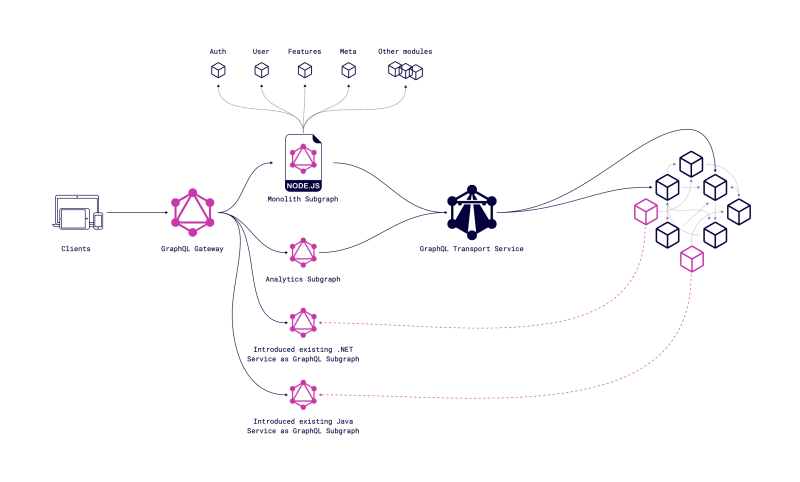 Auth
User
Features
Meta
Other modules
NODE.JS
Monolith Subgraph
Clients
GraphQL Gateway
GraphQL Transport Service
Analytics Subgraph
Introduced existing .NET
Service as GraphQL Subgraph
Introduced existing Java
Service as GraphQL Subgraph